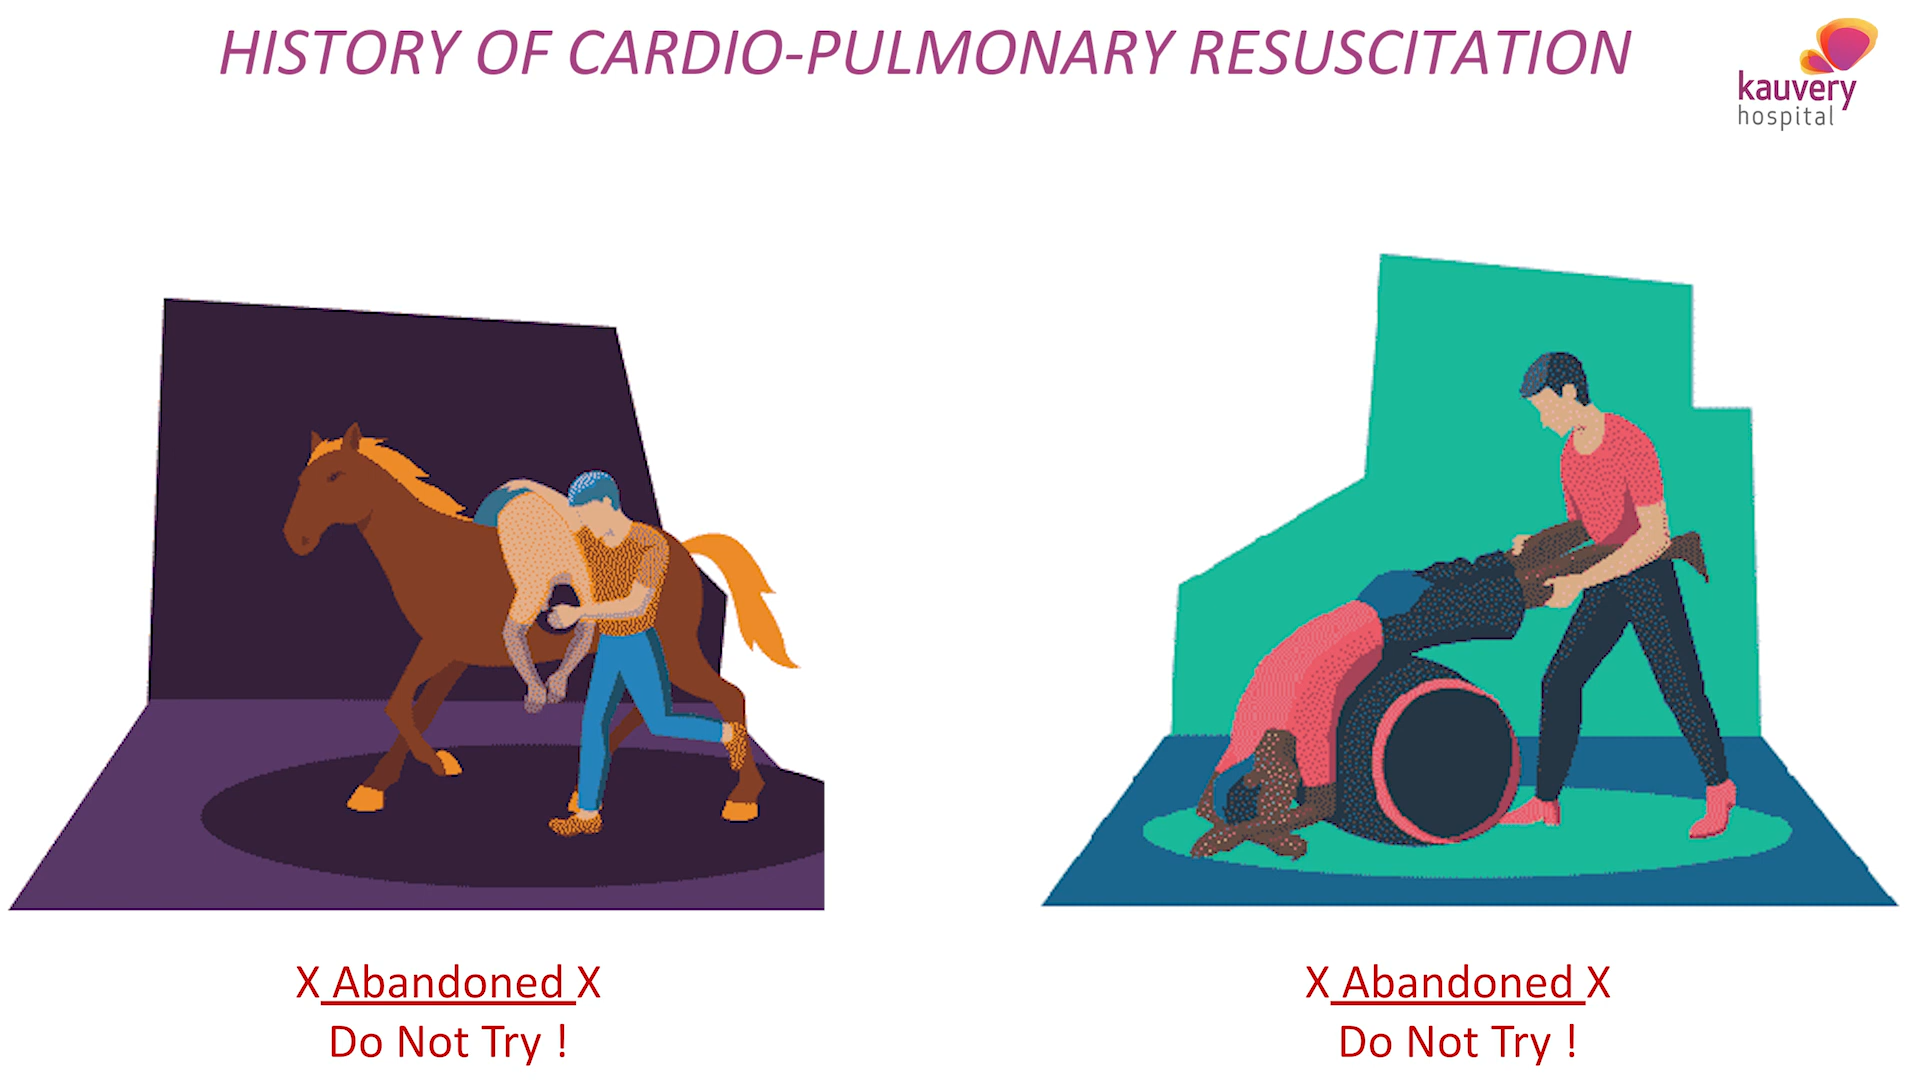 HISTORY OF CARDIO-PULMONARY RESUSCITATION
kauvery
hospital
X Abandoned X
Do Not Try !
X Abandoned X
Do Not Try !